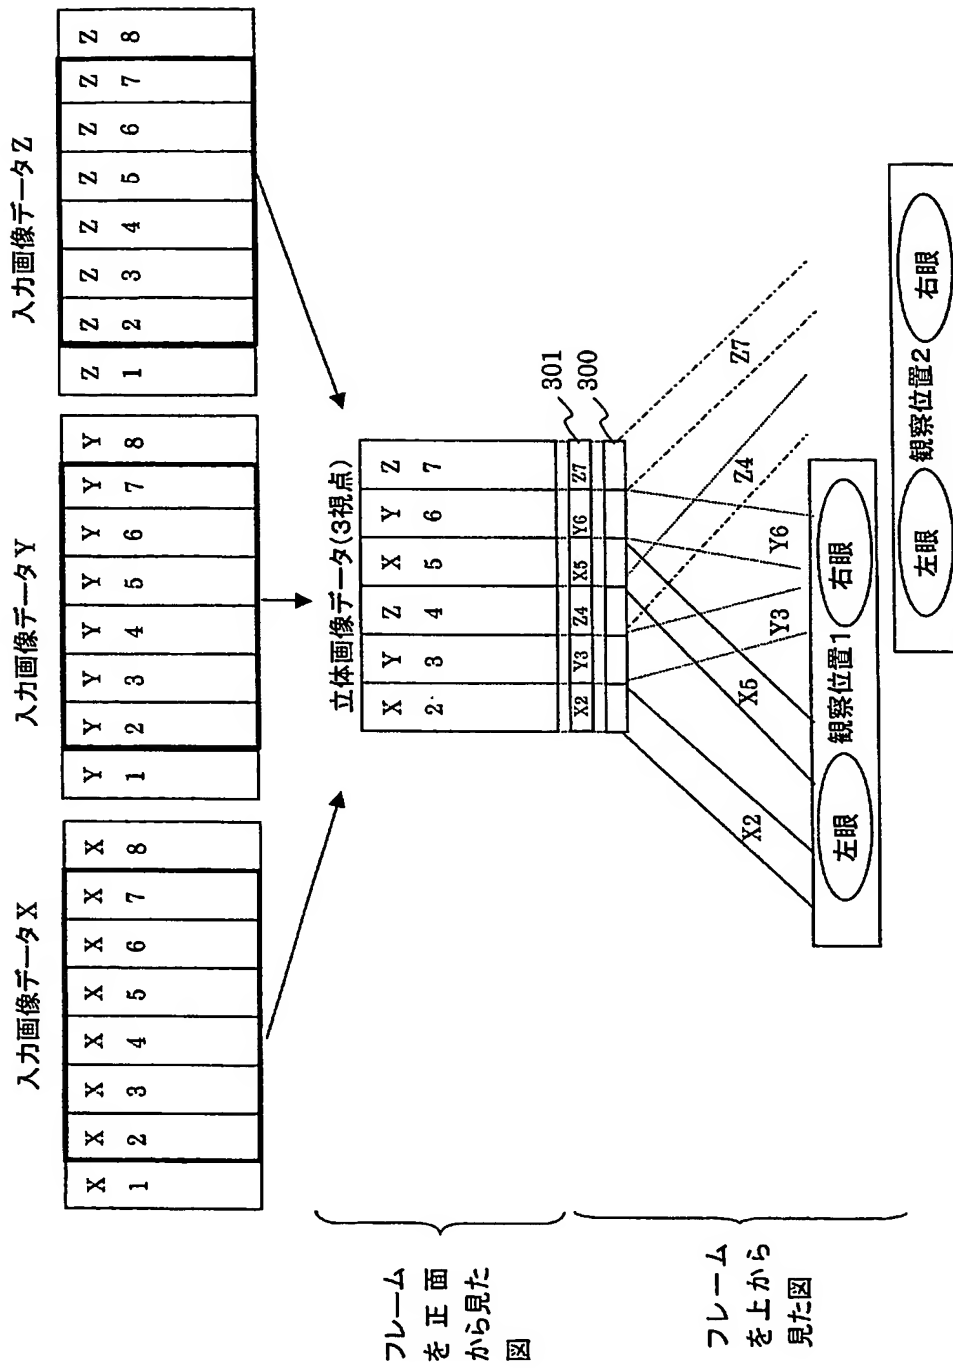 入力画像データX
入力画像データY
入力画像データZ
X X X X X X X X
1 2 3 4 5 6 7 8
Y Y Y Y Y Y Y Y
1 2 3 4 5 6 7 8
Z Z Z Z Z Z Z Z
1 2 3 4 5 6 7 8
フレーム
を正面
から見た
図
立体画像データ(3視点)
X Y Z X Y Z
2 3 4 5 6 7
フレーム
を上から
見た図
X2 Y3 Z4 X5 Y6 Z7
301
300
X2
X5
Y3
Y6
Z4
Z7
左眼 観察位置1 右眼
左眼 観察位置2 右眼